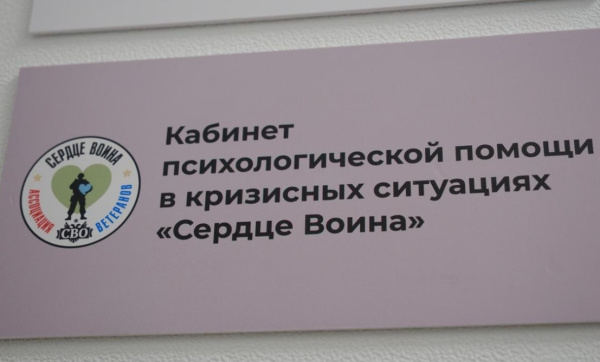 СЕРДЦЕ ВОИНА
АССОЦИАЦИЯ
ВЕТЕРАНОВ
СВО
Кабинет
психологической помощи
в кризисных ситуациях
«Сердце Воина»